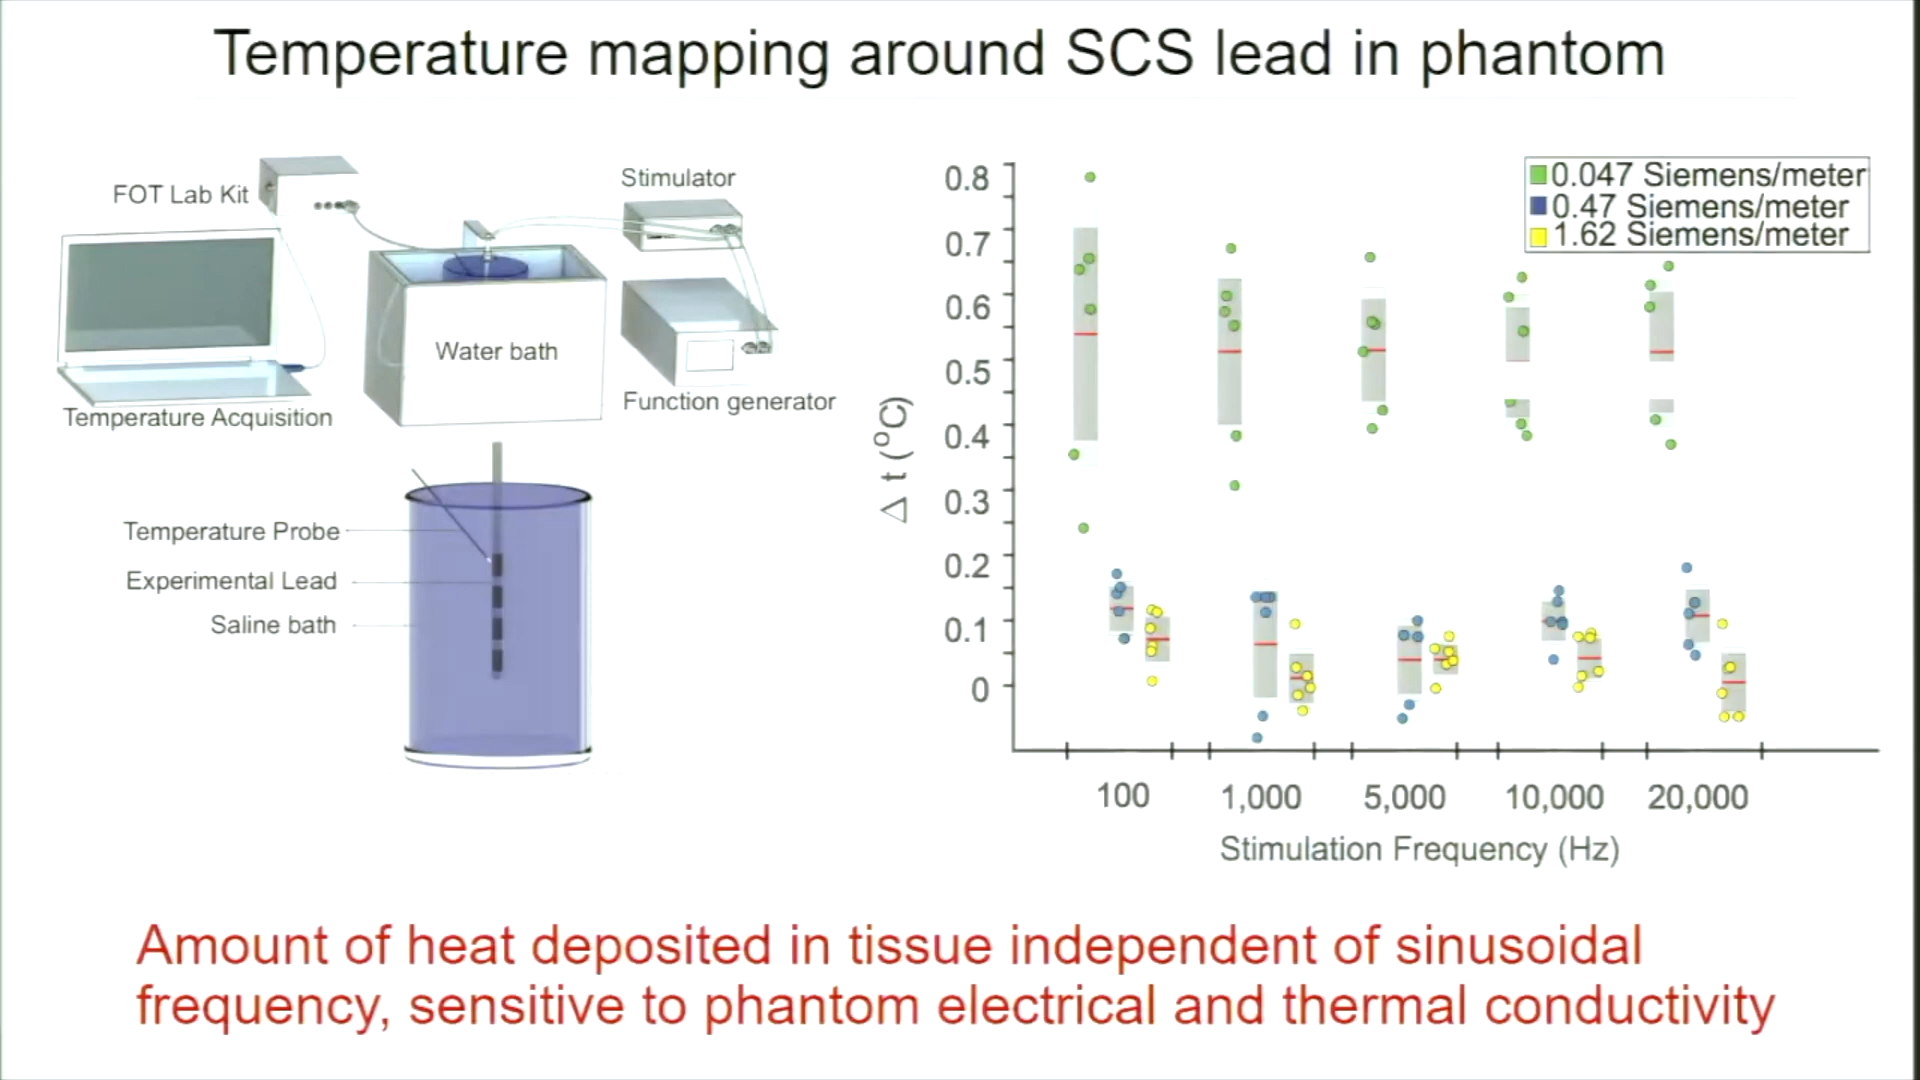 Temperature mapping around SCS lead in phantom
FOT Lab Kit
Stimulator
Water bath
Temperature Acquisition
Function generator
Temperature Probe
Experimental Lead
Saline bath
0.047 Siemens/meter
0.47 Siemens/meter
1.62 Siemens/meter
Δ t (°C)
0.8
0.7
0.6
0.5
0.4
0.3
0.2
0.1
0
100 1,000 5,000 10,000 20,000
Stimulation Frequency (Hz)
Amount of heat deposited in tissue independent of sinusoidal
frequency, sensitive to phantom electrical and thermal conductivity